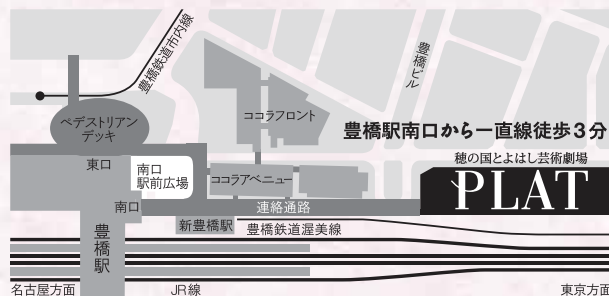 豊橋鉄道市内線
豊橋ビル
ペデストリアン
デッキ
ココラフロント
豊橋駅南口から一直線徒歩3分
穂の国とよはし芸術劇場
PLAT
東口
南口
駅前広場
ココラアベニュー
南口
連絡通路
新豊橋駅
豊橋鉄道渥美線
豊橋駅
名古屋方面
JR線
東京方面